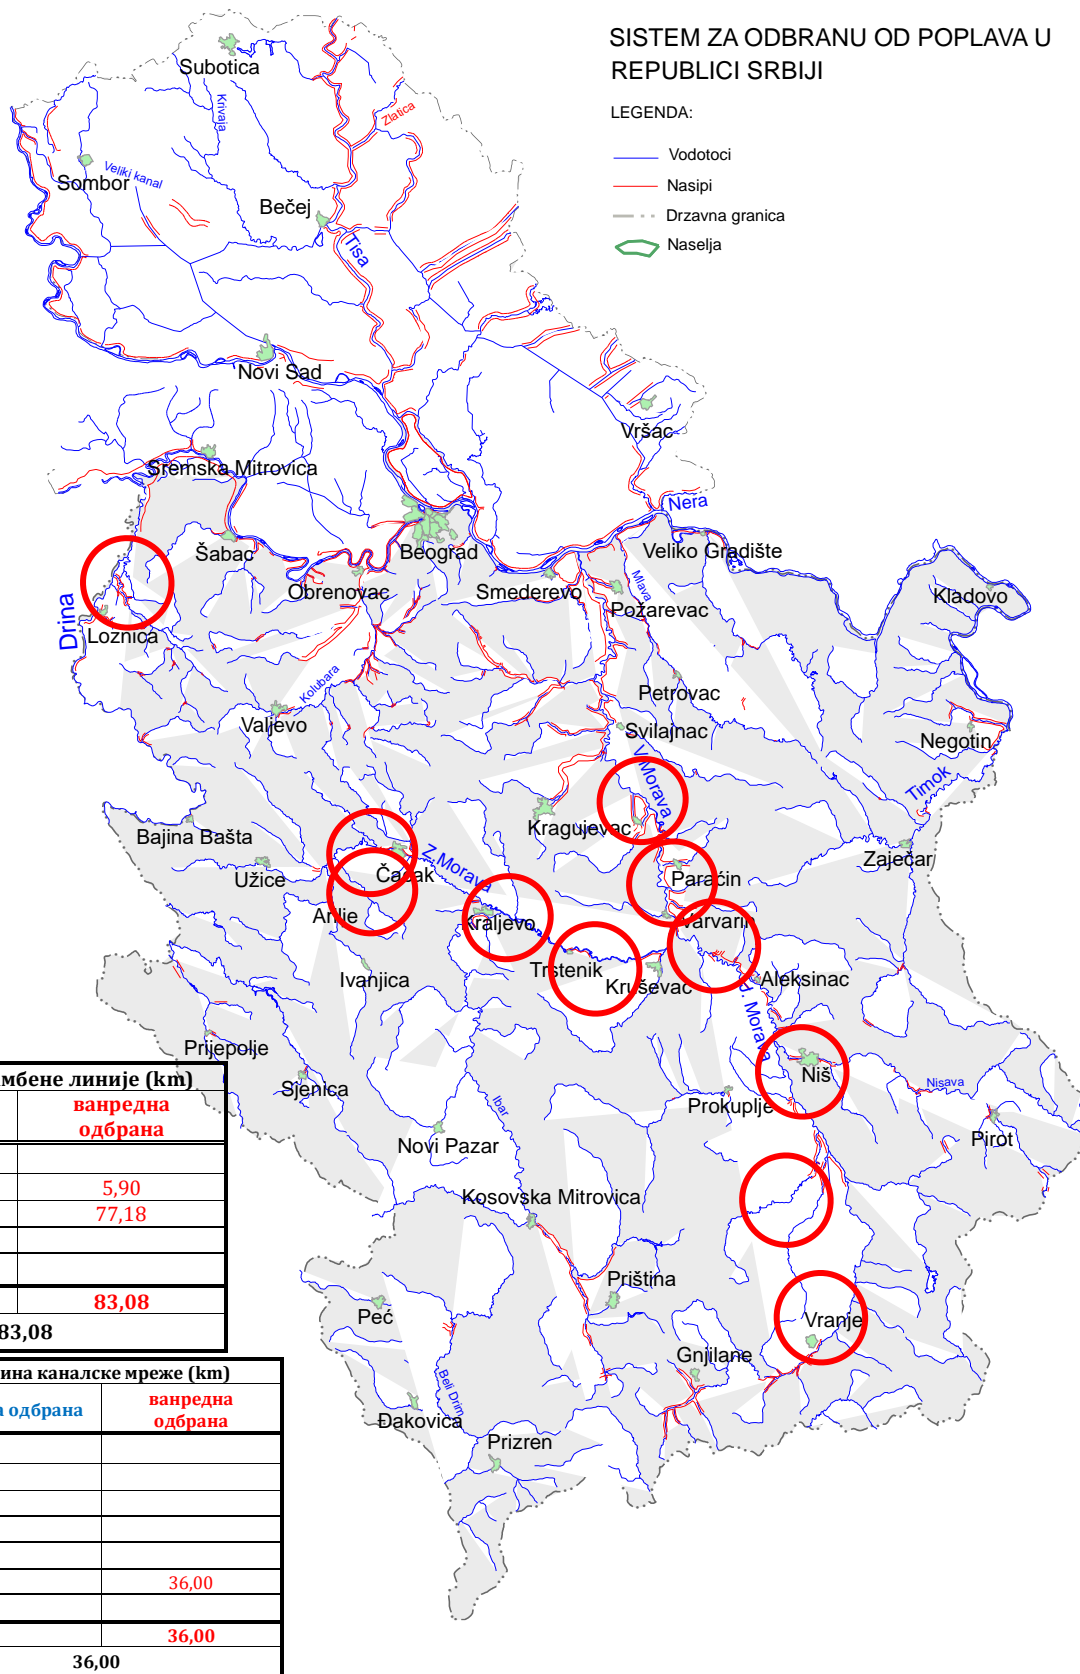 SISTEM ZA ODBRANU OD POPLAVA U
REPUBLICI SRBIJI
LEGENDA:
Vodotoci
Nasipi
Drzavna granica
Naselja
Subotica
Krivaja
Zlatica
Sombor
Veliki kanal
Bečej
Tisa
Novi Sad
Vršac
Sremska Mitrovica
Nera
Šabac
Beograd
Veliko Gradište
Obrenovac
Smederevo
Mlava
Požarevac
Kladovo
Drina
Loznica
Kolubara
Petrovac
Valjevo
Svilajnac
Negotin
V. Morava
Timok
Bajina Bašta
Kragujevac
Zaječar
Užice
Z.Morava
Čačak
Paraćin
Arilje
Kraljevo
Varvarin
Ivanjica
Trstenik
Kruševac
Aleksinac
J. Morava
Prijepolje
Sjenica
Niš
Nisava
Ibar
Prokuplje
Novi Pazar
Pirot
Kosovska Mitrovica
Priština
Peć
Vranje
Gnjilane
Beli Drim
Đakovica
Prizren
мбене линије (km)
ванредна
одбрана
5,90
77,18
83,08
83,08
ина каналске мреже (km)
а одбрана
ванредна
одбрана
36,00
36,00
36,00